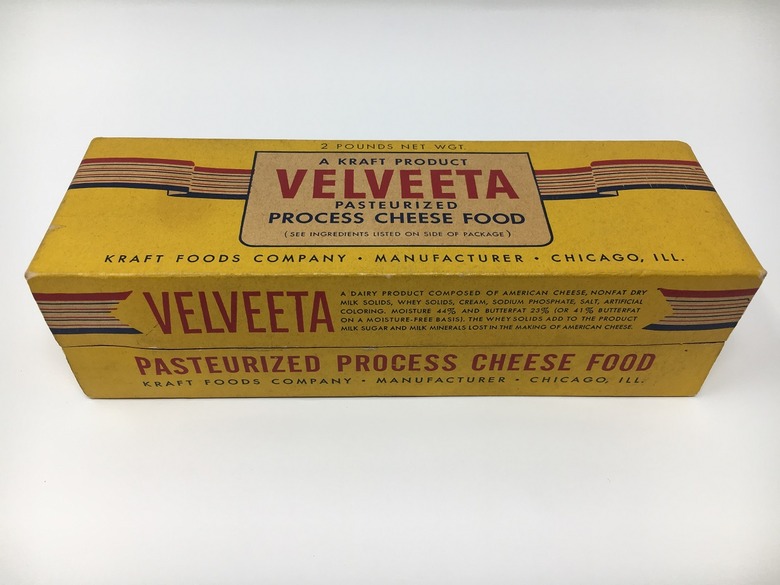 2 POUNDS NET WGT.
A KRAFT PRODUCT
VELVEETA
PASTEURIZED
PROCESS CHEESE FOOD
(SEE INGREDIENTS LISTED ON SIDE OF PACKAGE)
KRAFT FOODS COMPANY • MANUFACTURER • CHICAGO, ILL.
VELVEETA
A DAIRY PRODUCT COMPOSED OF AMERICAN CHEESE, NONFAT DRY
MILK SOLIDS, WHEY SOLIDS, CREAM, SODIUM PHOSPHATE, SALT, ARTIFICIAL
COLORING. MOISTURE 44% AND BUTTERFAT 23% (OR 41% BUTTERFAT
ON A MOISTURE-FREE BASIS). THE WHEY SOLIDS ADD TO THE PRODUCT
MILK SUGAR AND MILK MINERALS LOST IN THE MAKING OF AMERICAN CHEESE.
PASTEURIZED PROCESS CHEESE FOOD
KRAFT FOODS COMPANY • MANUFACTURER • CHICAGO, ILL.